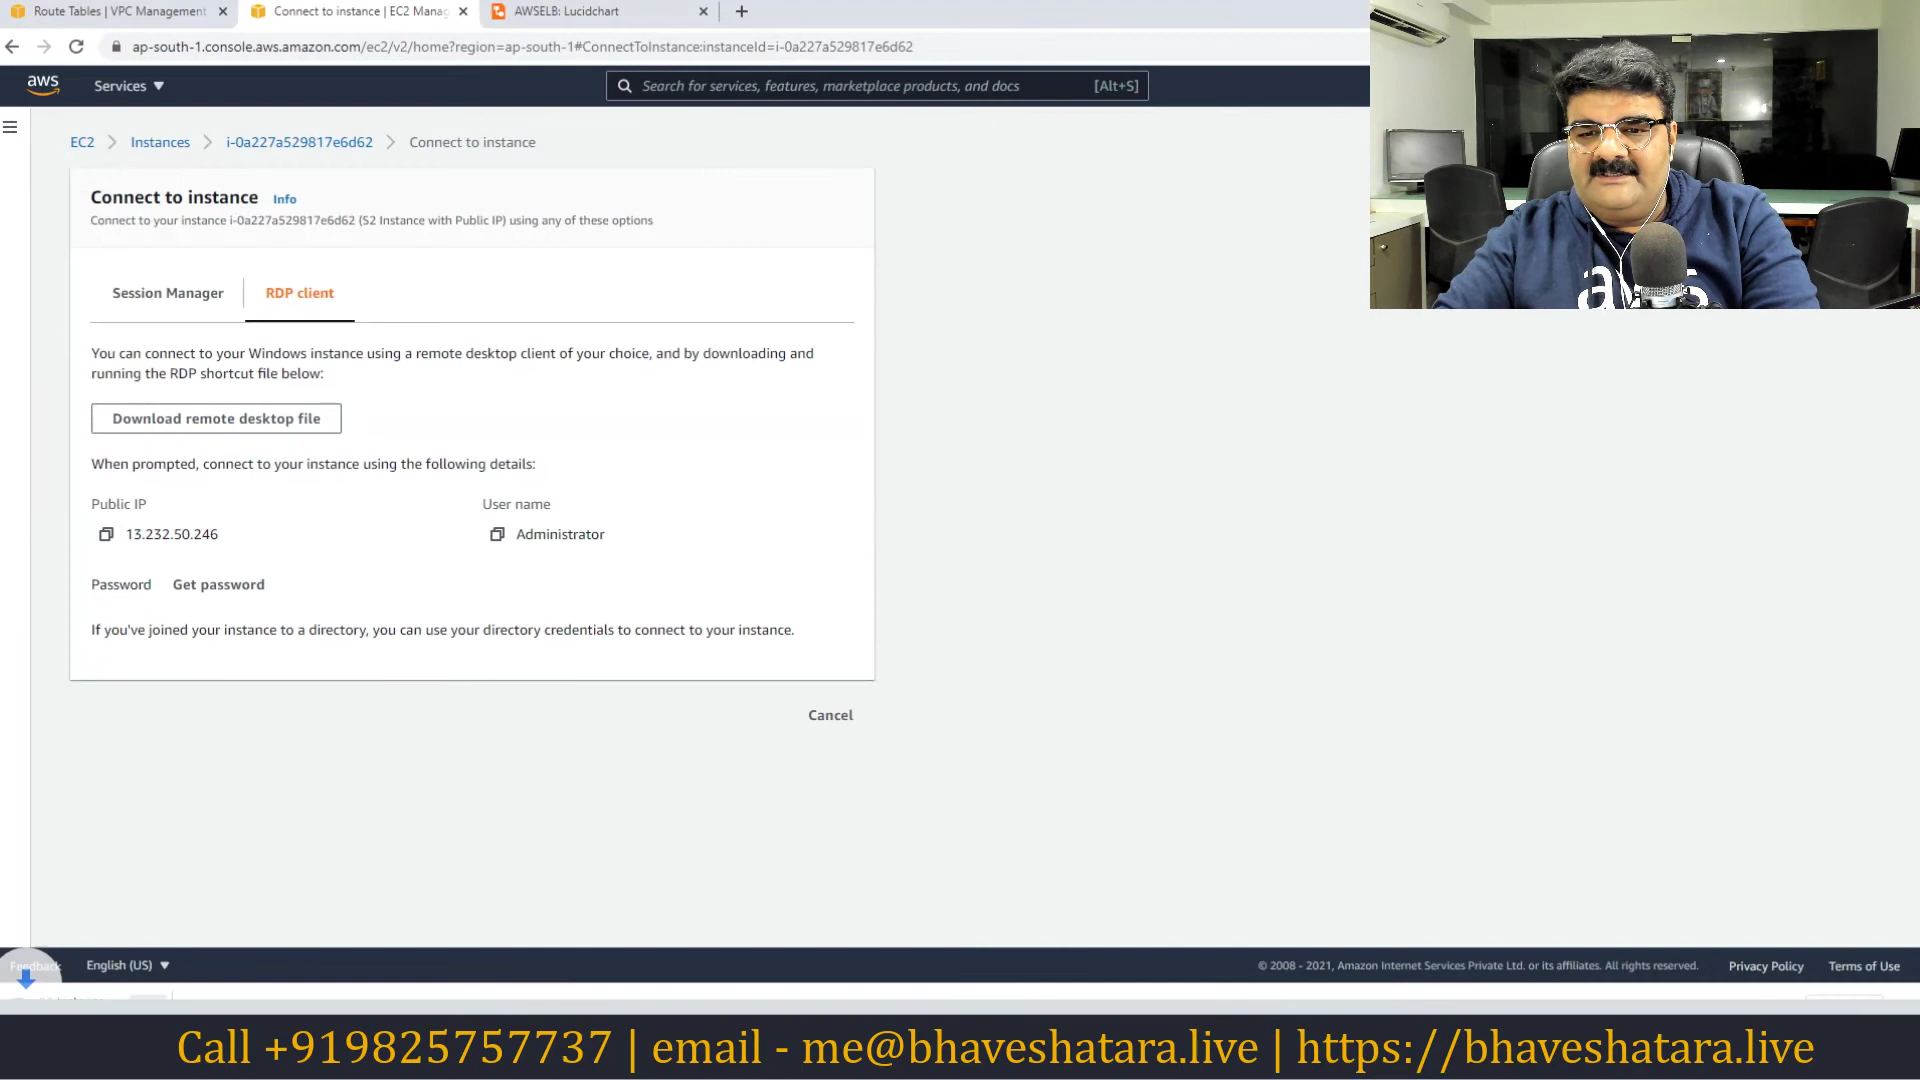 Route Tables | VPC Management
Connect to instance | EC2 Manag
AWSELB: Lucidchart
ap-south-1.console.aws.amazon.com/ec2/v2/home?region=ap-south-1#ConnectToInstance:instanceId=i-0a227a529817e6d62
aws
Services
Search for services, features, marketplace products, and docs
[Alt+S]
EC2 > Instances > i-0a227a529817e6d62 > Connect to instance
Connect to instance Info
Connect to your instance i-0a227a529817e6d62 (S2 Instance with Public IP) using any of these options
Session Manager
RDP client
You can connect to your Windows instance using a remote desktop client of your choice, and by downloading and
running the RDP shortcut file below:
Download remote desktop file
When prompted, connect to your instance using the following details:
Public IP
User name
13.232.50.246
Administrator
Password Get password
If you've joined your instance to a directory, you can use your directory credentials to connect to your instance.
Cancel
Feedback
English (US)
© 2008 - 2021, Amazon Internet Services Private Ltd. or its affiliates. All rights reserved.
Privacy Policy
Terms of Use
Call +919825757737 | email - me@bhaveshatara.live | https://bhaveshatara.live